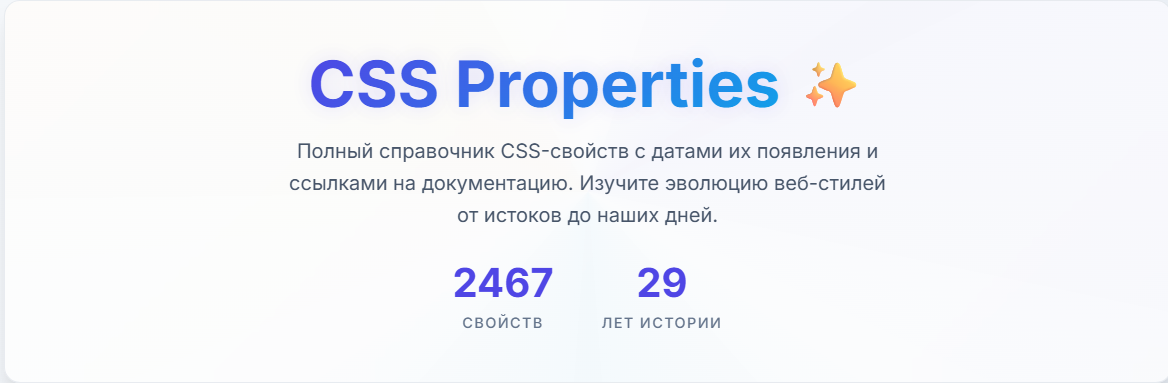 CSS Properties ✨
Полный справочник CSS-свойств с датами их появления и
ссылками на документацию. Изучите эволюцию веб-стилей
от истоков до наших дней.
2467 29
СВОЙСТВ ЛЕТ ИСТОРИИ